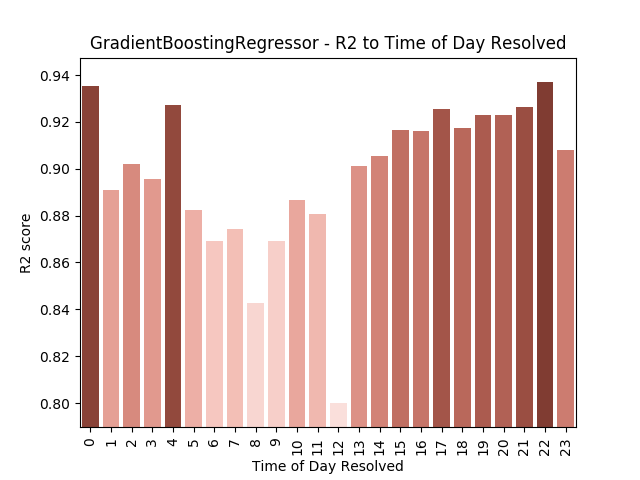 GradientBoostingRegressor - R2 to Time of Day Resolved
0.94
0.92
0.90
0.88
0.86
0.84
0.82
0.80
R2 score
0 1 2 3 4 5 6 7 8 9 10 11 12 13 14 15 16 17 18 19 20 21 22 23
Time of Day Resolved